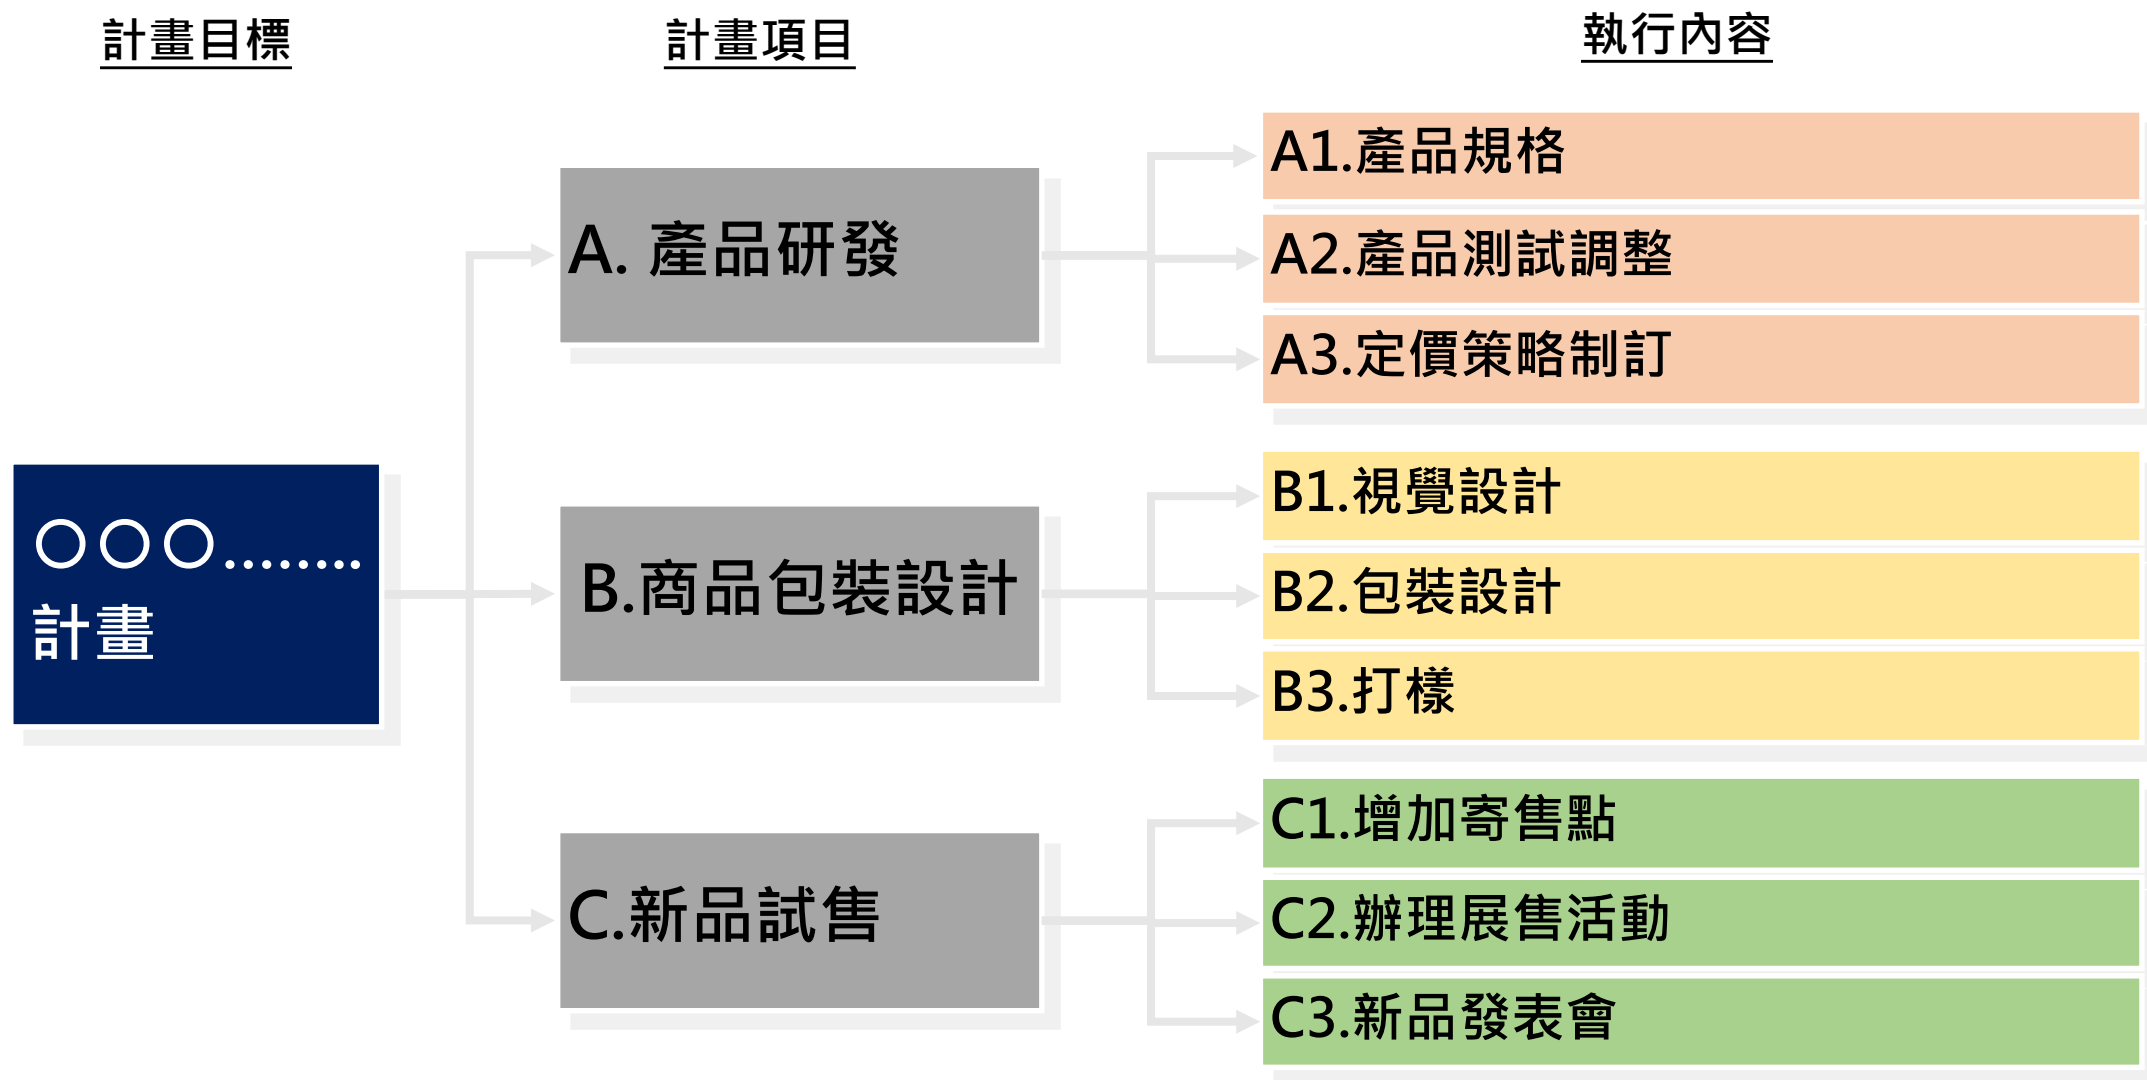 計畫目標
計畫項目
執行內容
○○○........
計畫
A. 產品研發
A1.產品規格
A2.產品測試調整
A3.定價策略制訂
B.商品包裝設計
B1.視覺設計
B2.包裝設計
B3.打樣
C.新品試售
C1.增加寄售點
C2.辦理展售活動
C3.新品發表會